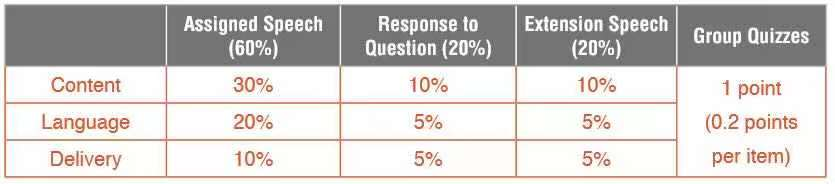 Assigned Speech (60%) Response to Question (20%) Extension Speech (20%) Group Quizzes
Content 30% 10% 10% 1 point
Language 20% 5% 5% (0.2 points
Delivery 10% 5% 5% per item)